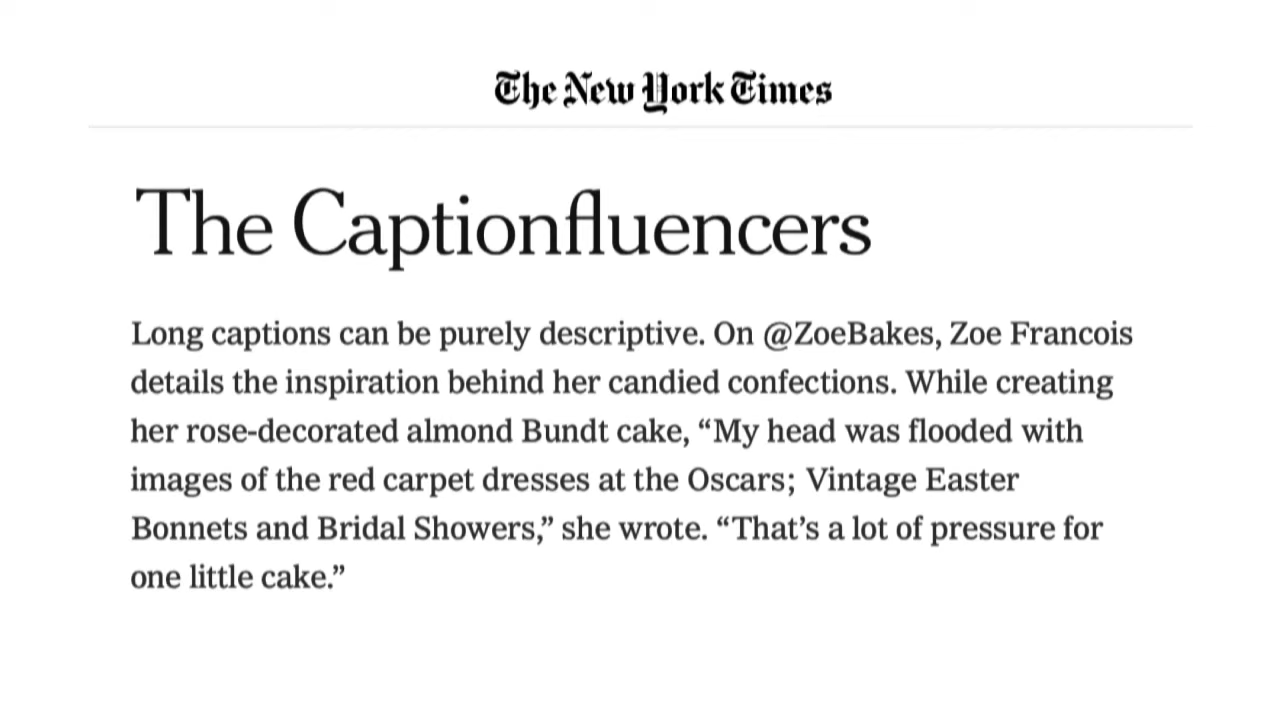 The New York Times
The Captionfluencers
Long captions can be purely descriptive. On @ZoeBakes, Zoe Francois
details the inspiration behind her candied confections. While creating
her rose-decorated almond Bundt cake, “My head was flooded with
images of the red carpet dresses at the Oscars; Vintage Easter
Bonnets and Bridal Showers,” she wrote. “That’s a lot of pressure for
one little cake.”